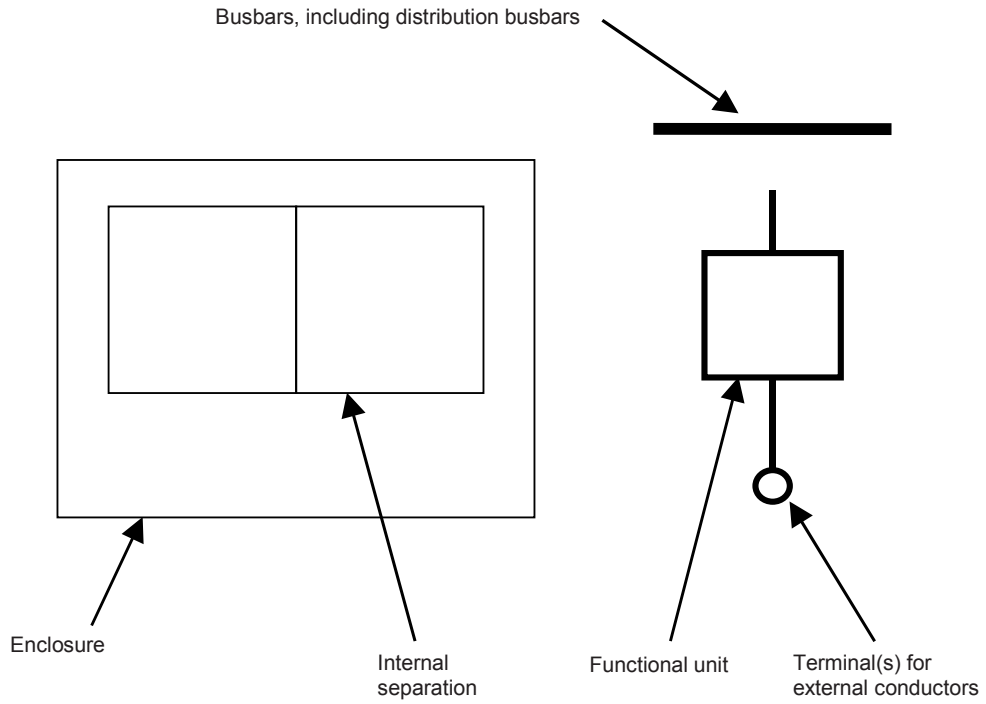 Busbars, including distribution busbars
Enclosure
Internal
separation
Functional unit
Terminal(s) for
external conductors